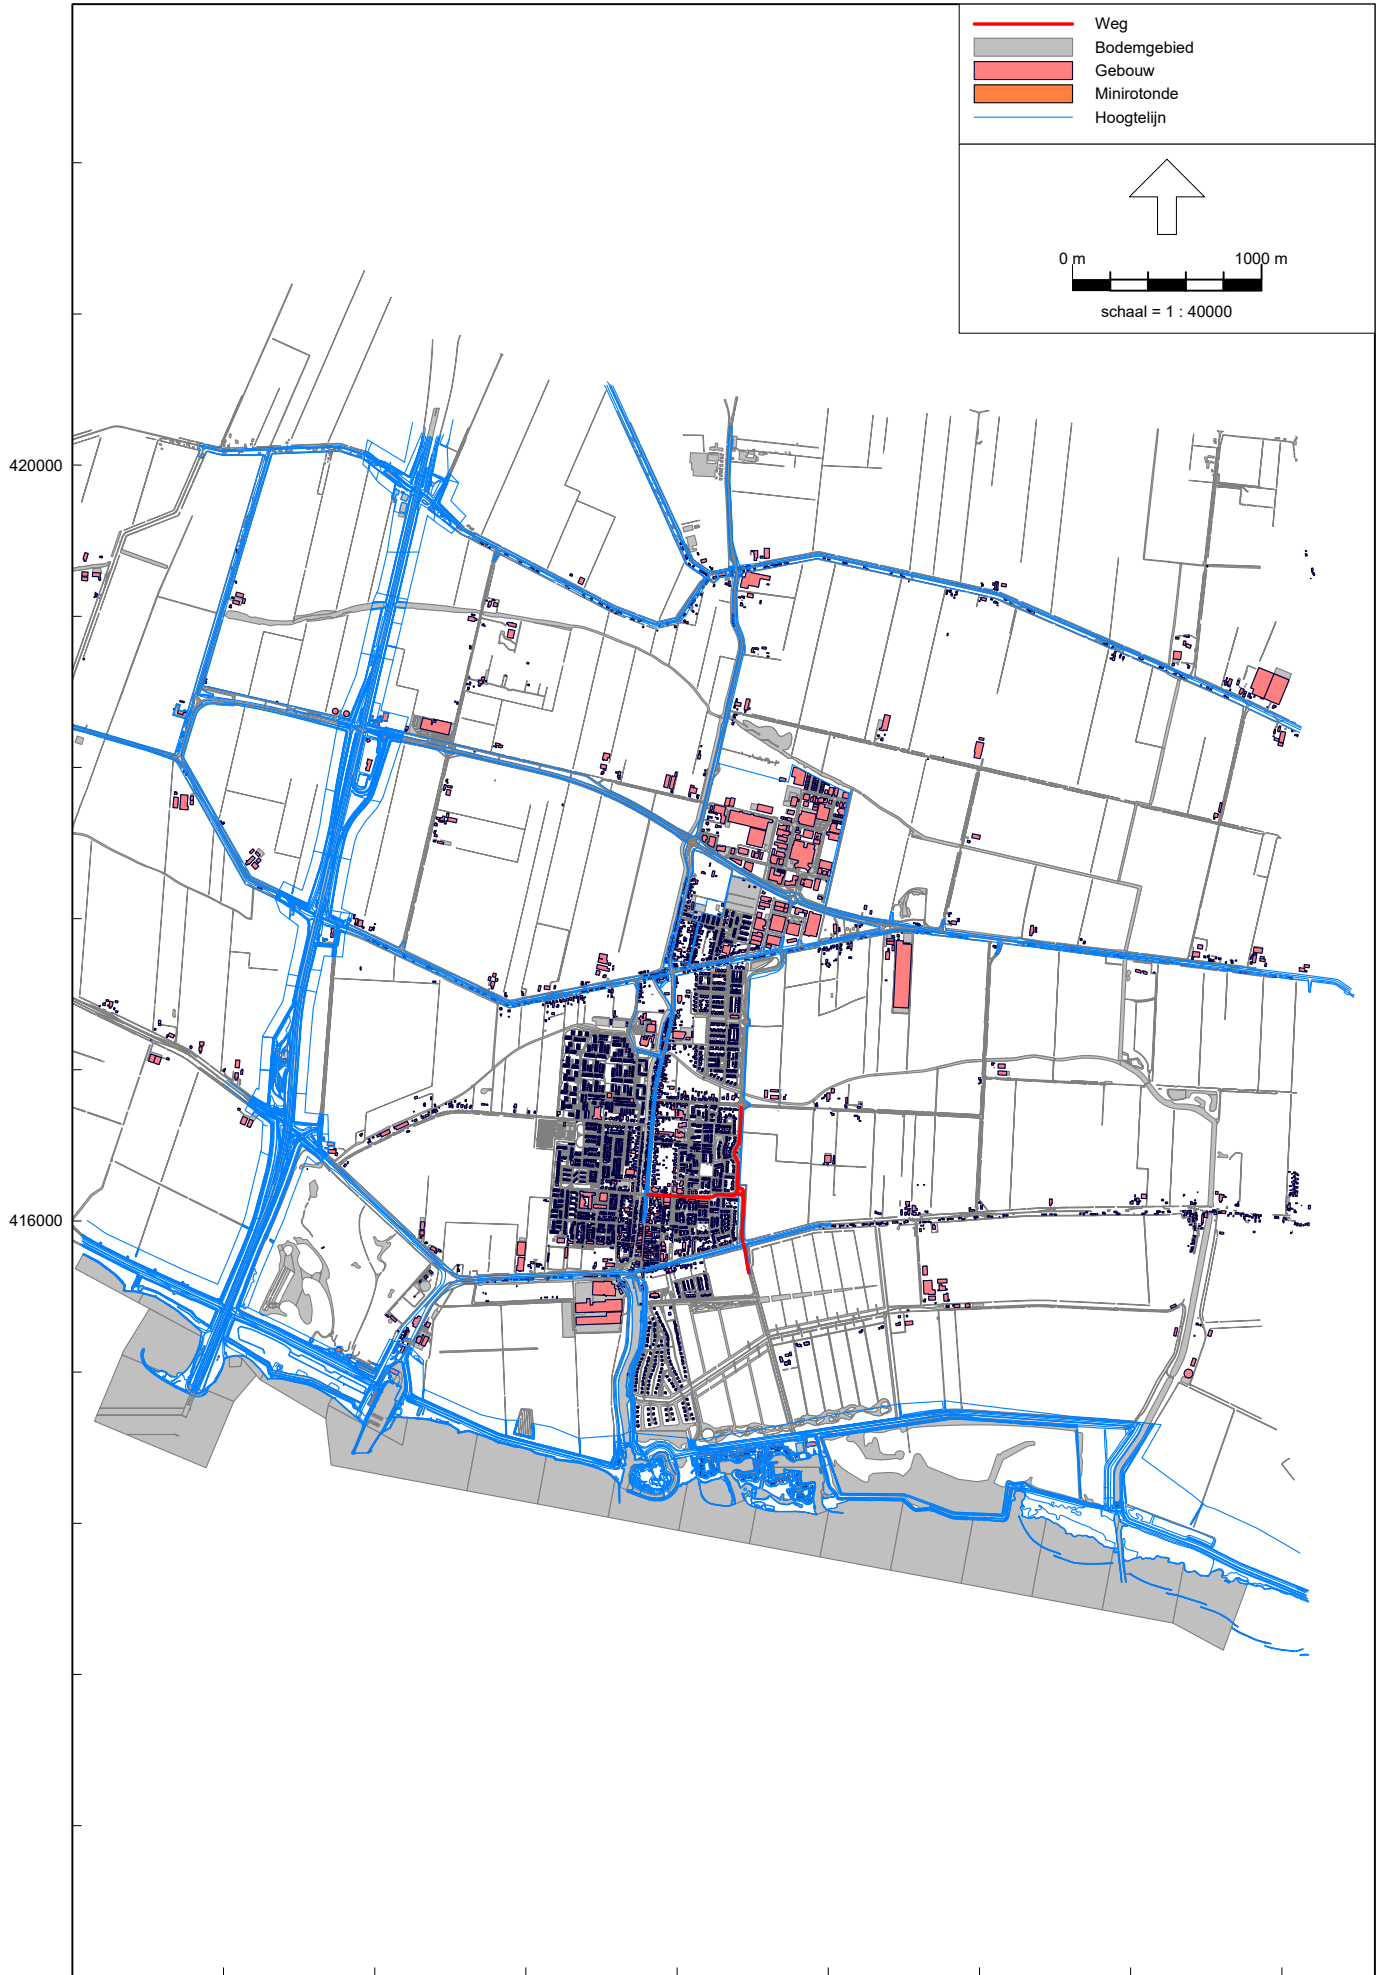 Weg
Bodemgebied
Gebouw
Minirotonde
Hoogtelijn
0 m 1000 m
schaal = 1 : 40000
420000
416000